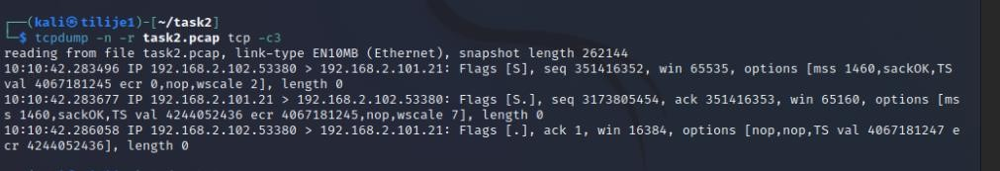 ┌──(kali㉿tilije1)-[~/task2]
└─$ tcpdump -n -r task2.pcap tcp -c3
reading from file task2.pcap, link-type EN10MB (Ethernet), snapshot length 262144
10:10:42.283496 IP 192.168.2.102.53380 > 192.168.2.101.21: Flags [S], seq 351416352, win 65535, options [mss 1460,sackOK,TS
val 4067181245 ecr 0,nop,wscale 2], length 0
10:10:42.283677 IP 192.168.2.101.21 > 192.168.2.102.53380: Flags [S.], seq 3173805454, ack 351416353, win 65160, options [ms
s 1460,sackOK,TS val 4244052436 ecr 4067181245,nop,wscale 7], length 0
10:10:42.286058 IP 192.168.2.102.53380 > 192.168.2.101.21: Flags [.], ack 1, win 16384, options [nop,nop,TS val 4067181247 e
cr 4244052436], length 0